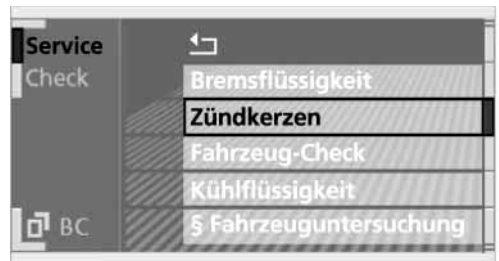 Service
Check
Bremsflüssigkeit
Zündkerzen
Fahrzeug-Check
Kühlflüssigkeit
§ Fahrzeuguntersuchung
BC